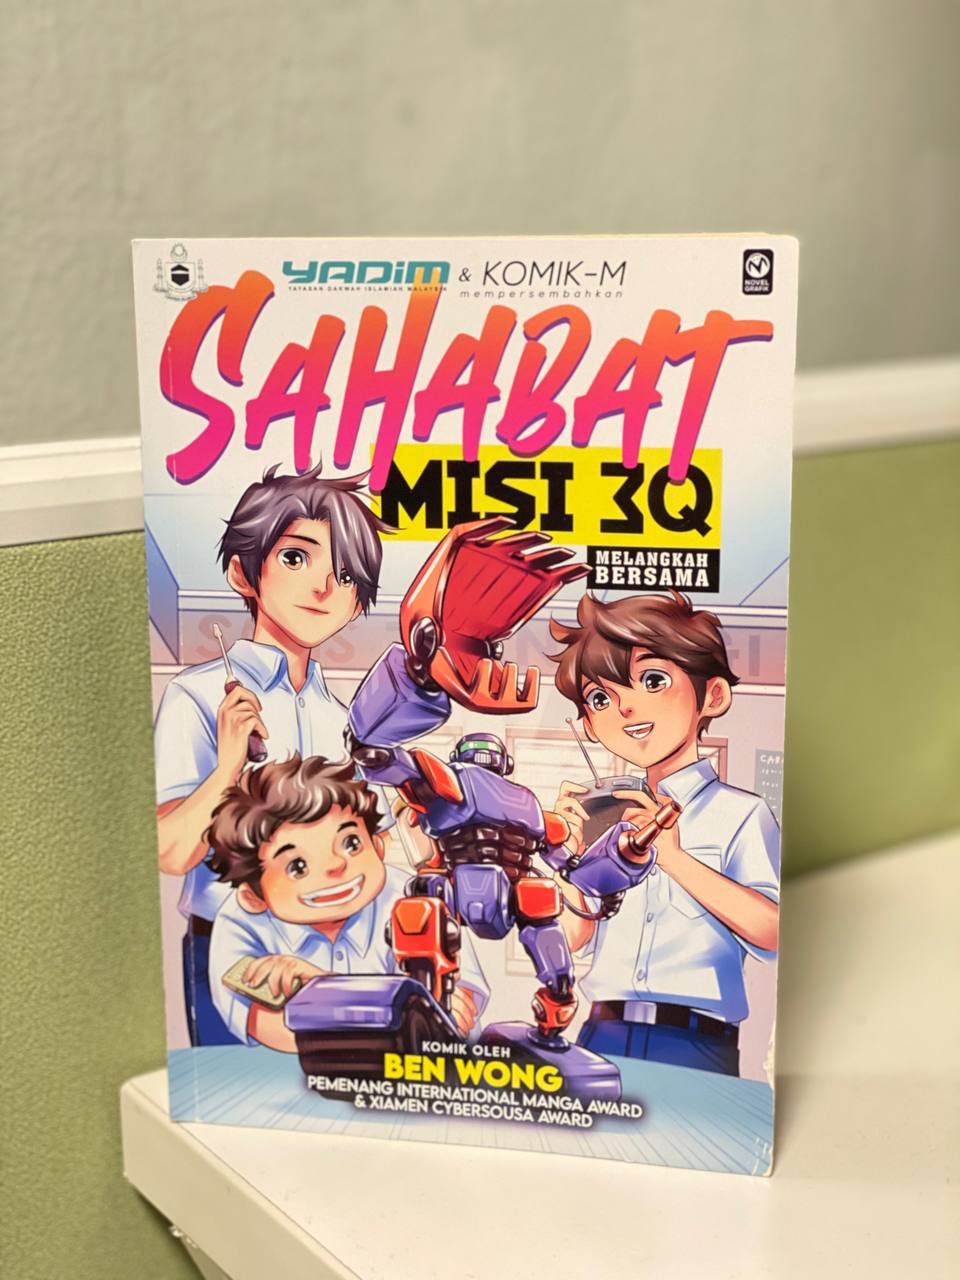 YADIM & KOMIK-M
YAYASAN DAKWAH ISLAMIAH MALAYSIA
mempersembahkan
NOVEL
GRAFIK
SAHABAT
MISI 3Q
MELANGKAH
BERSAMA
KOMIK OLEH
BEN WONG
PEMENANG INTERNATIONAL MANGA AWARD
& XIAMEN CYBERSOUSA AWARD